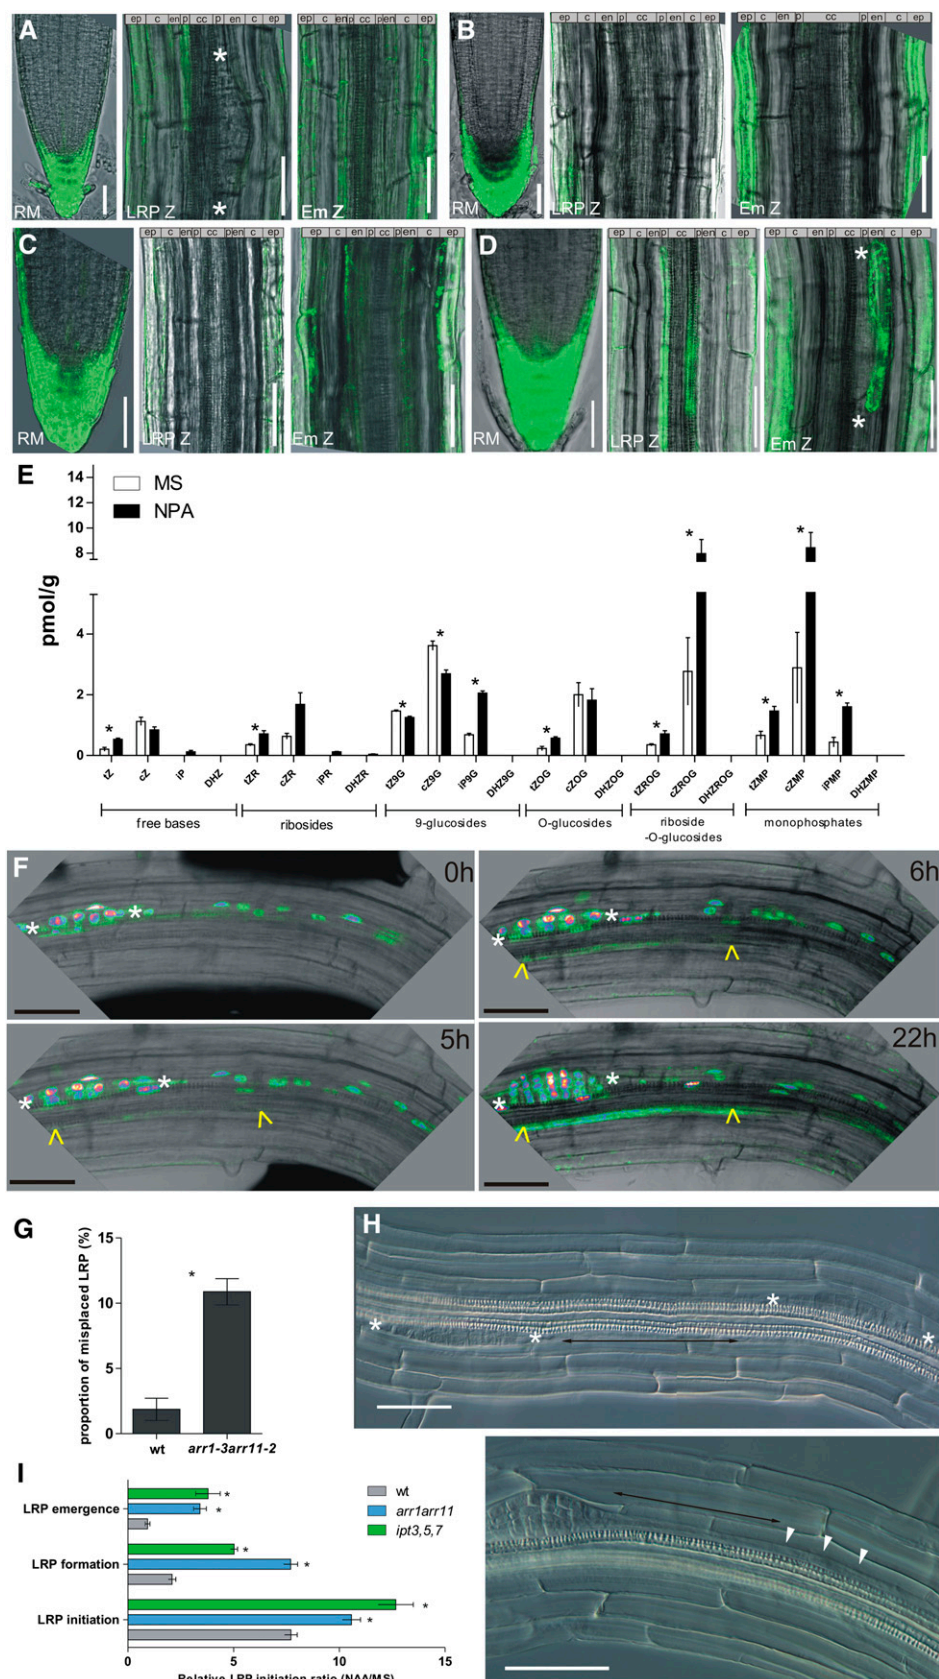 A
ep c en p cc p en c ep
ep c en p cc p en c ep
RM
LRP Z
Em Z
B
ep c en p cc p en c ep
ep c en p cc p en c ep
RM
LRP Z
Em Z
C
ep c en p cc p en c ep
ep c en p cc p en c ep
RM
LRP Z
Em Z
D
ep c en p cc p en c ep
ep c en p cc p en c ep
RM
LRP Z
Em Z
E
MS
NPA
pmol/g
14
12
10
8
4
2
0
* * * * * * * * * * *
tZ cZ iP DHZ tZR cZR iPR DHZR tZ9G cZ9G iP9G DHZ9G tZOG cZOG DHZOG tZROG cZROG DHZROG tZMP cZMP iPMP DHZMP
free bases
ribosides
9-glucosides
O-glucosides
riboside
-O-glucosides
monophosphates
F
0h
6h
5h
22h
G
proportion of misplaced LRP (%)
15
10
5
0
*
wt
arr1-3arr11-2
H
I
wt
arr1arr11
ipt3,5,7
LRP emergence
LRP formation
LRP initiation
0 5 10 15
Relative LRP initiation ratio (NAA/MS)